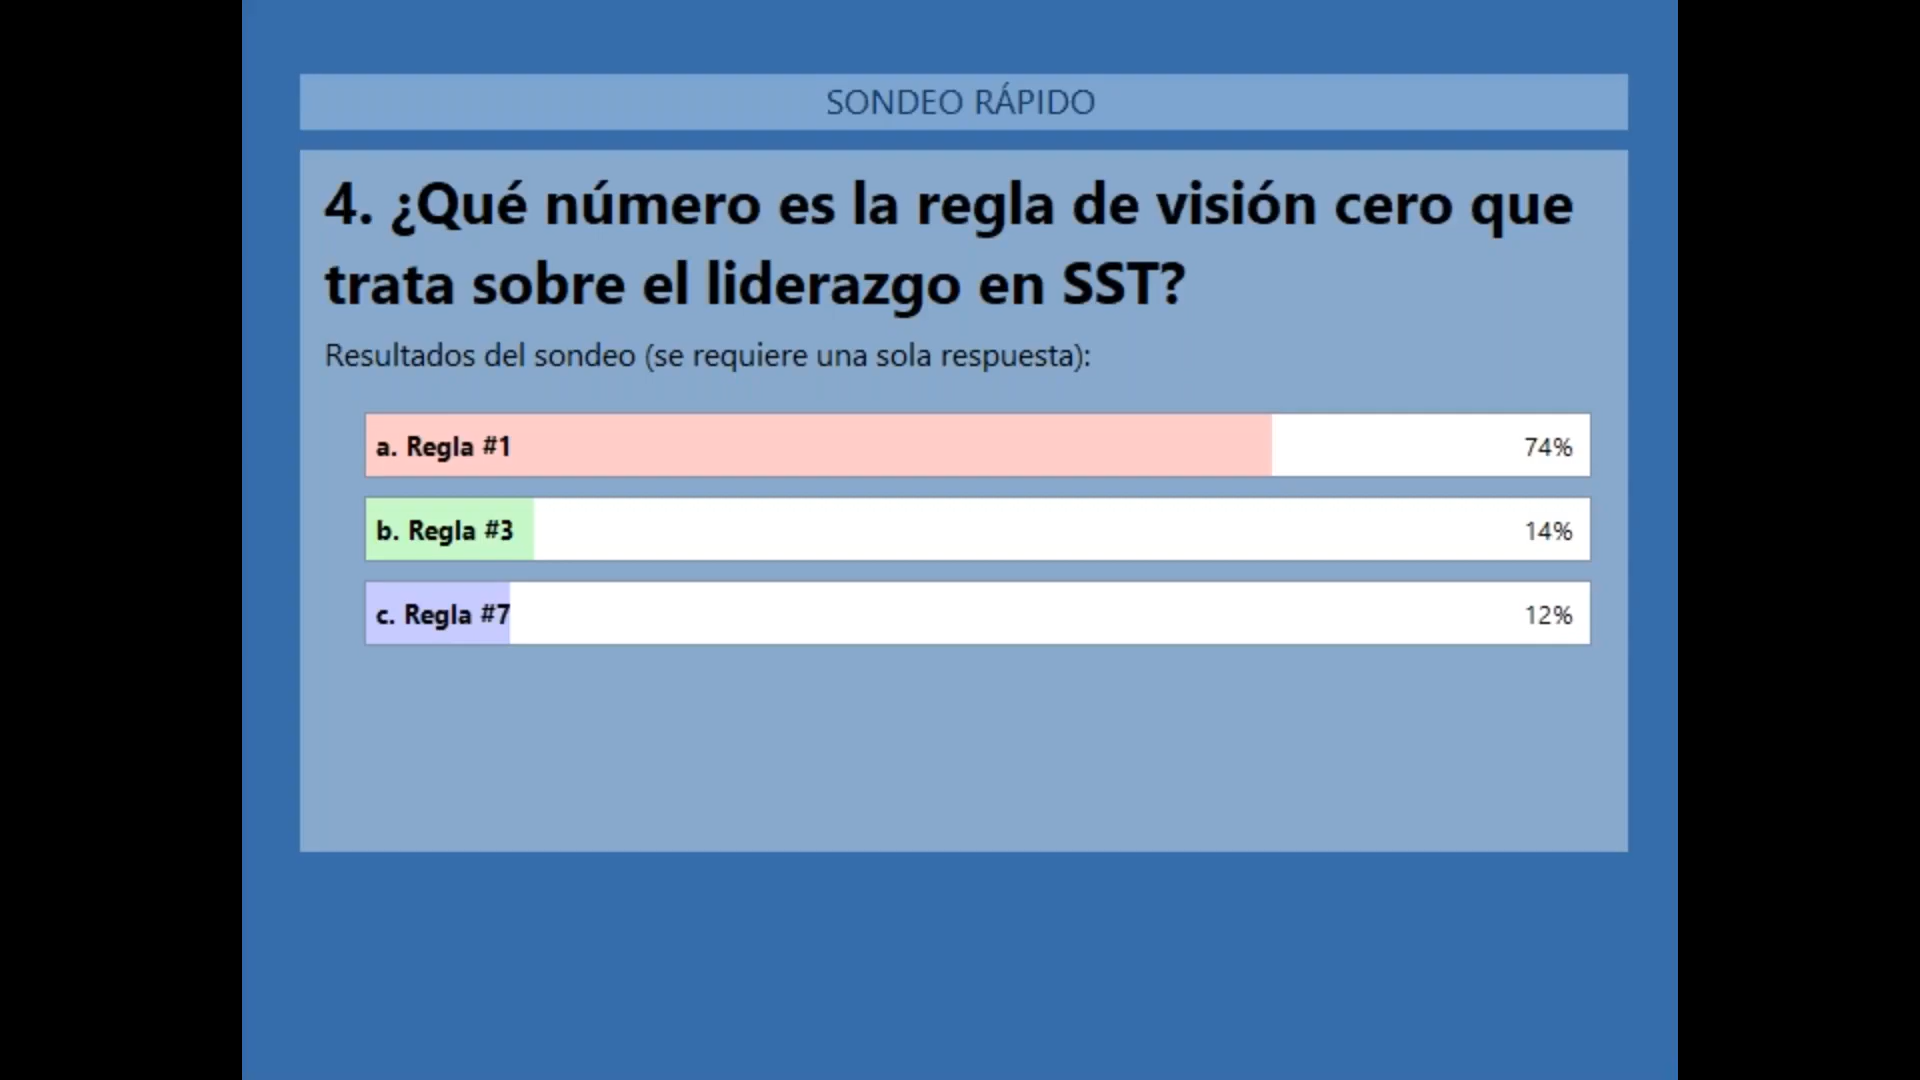 SONDEO RÁPIDO
4. ¿Qué número es la regla de visión cero que
trata sobre el liderazgo en SST?
Resultados del sondeo (se requiere una sola respuesta):
a. Regla #1 74%
b. Regla #3 14%
c. Regla #7 12%